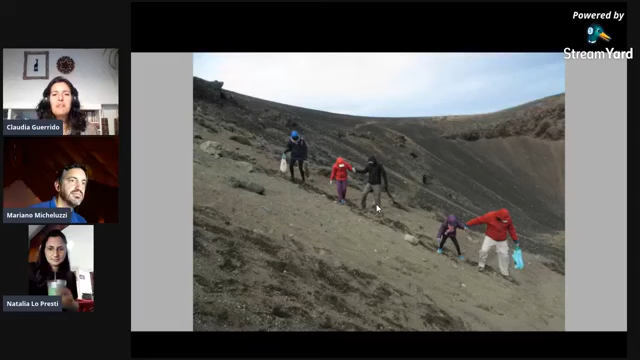 Powered by
StreamYard
Claudia Guerrido
Mariano Micheluzzi
Natalia Lo Presti